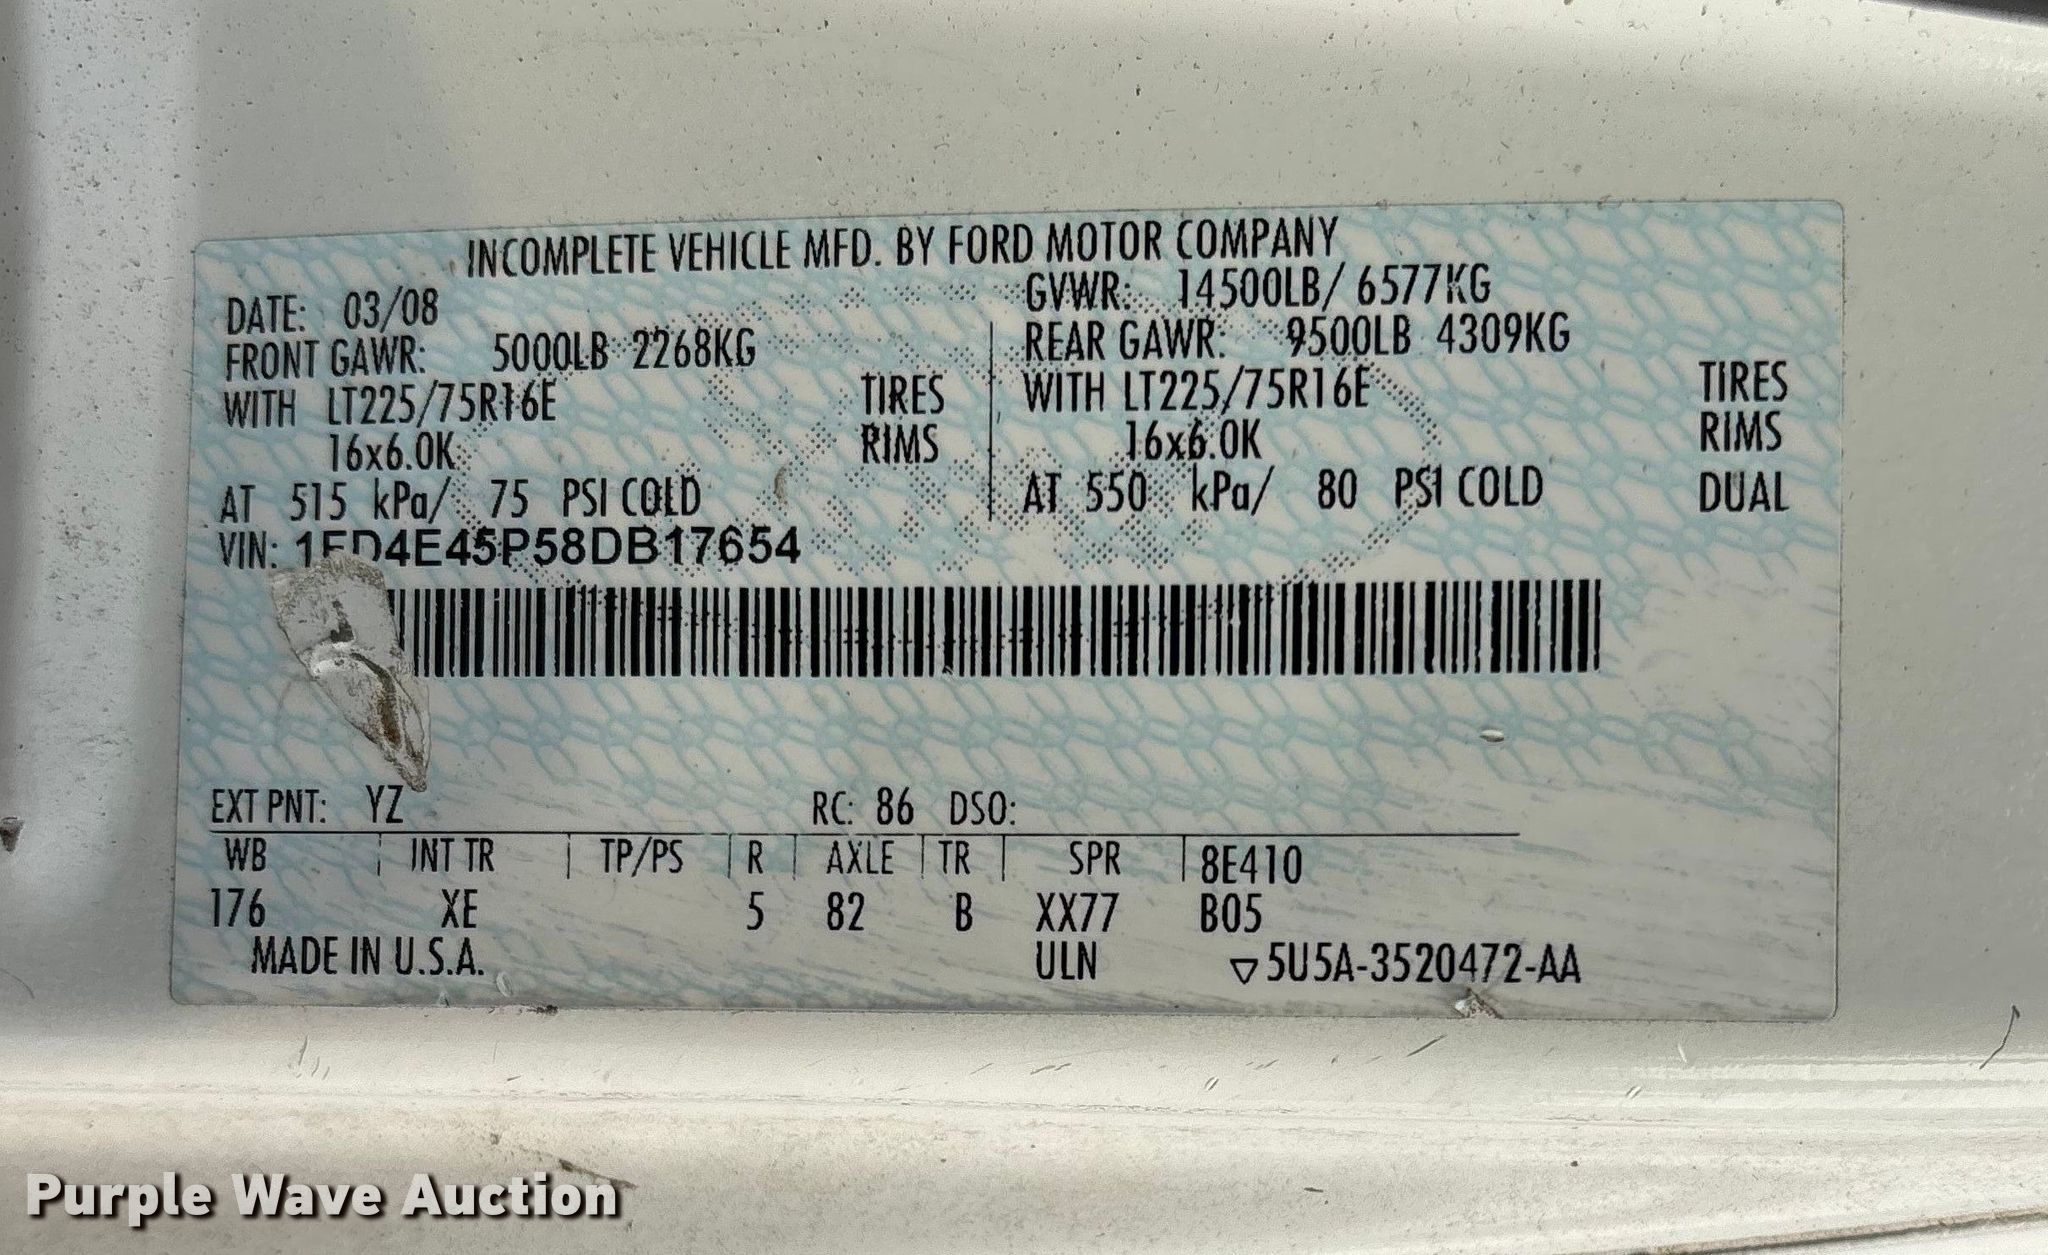 INCOMPLETE VEHICLE MFD. BY FORD MOTOR COMPANY
DATE: 03/08 GVWR: 14500LB/ 6577KG
FRONT GAWR: 5000LB 2268KG REAR GAWR: 9500LB 4309KG
WITH LT225/75R16E TIRES WITH LT225/75R16E TIRES
16x6.0K RIMS 16x6.0K RIMS
AT 515 kPa/ 75 PSI COLD AT 550 kPa/ 80 PSI COLD DUAL
VIN: 1FD4E45P58DB17654
EXT PNT: YZ RC: 86 DSO:
WB INT TR TP/PS R AXLE TR SPR 8E410
176 XE 5 82 B XX77 B05
MADE IN U.S.A. ULN ▽5U5A-3520472-AA
Purple Wave Auction